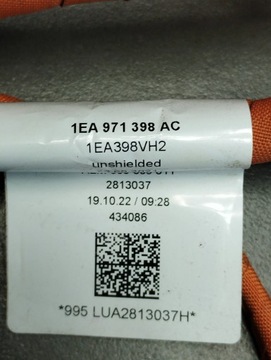 1EA 971 398 AC
1EA398VH2
unshielded
2813037
19.10.22 / 09:28
434086
*995 LUA2813037H*